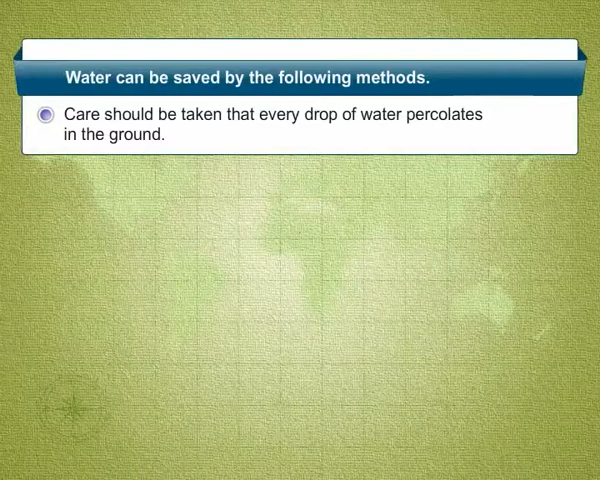 Water can be saved by the following methods.
Care should be taken that every drop of water percolates
in the ground.